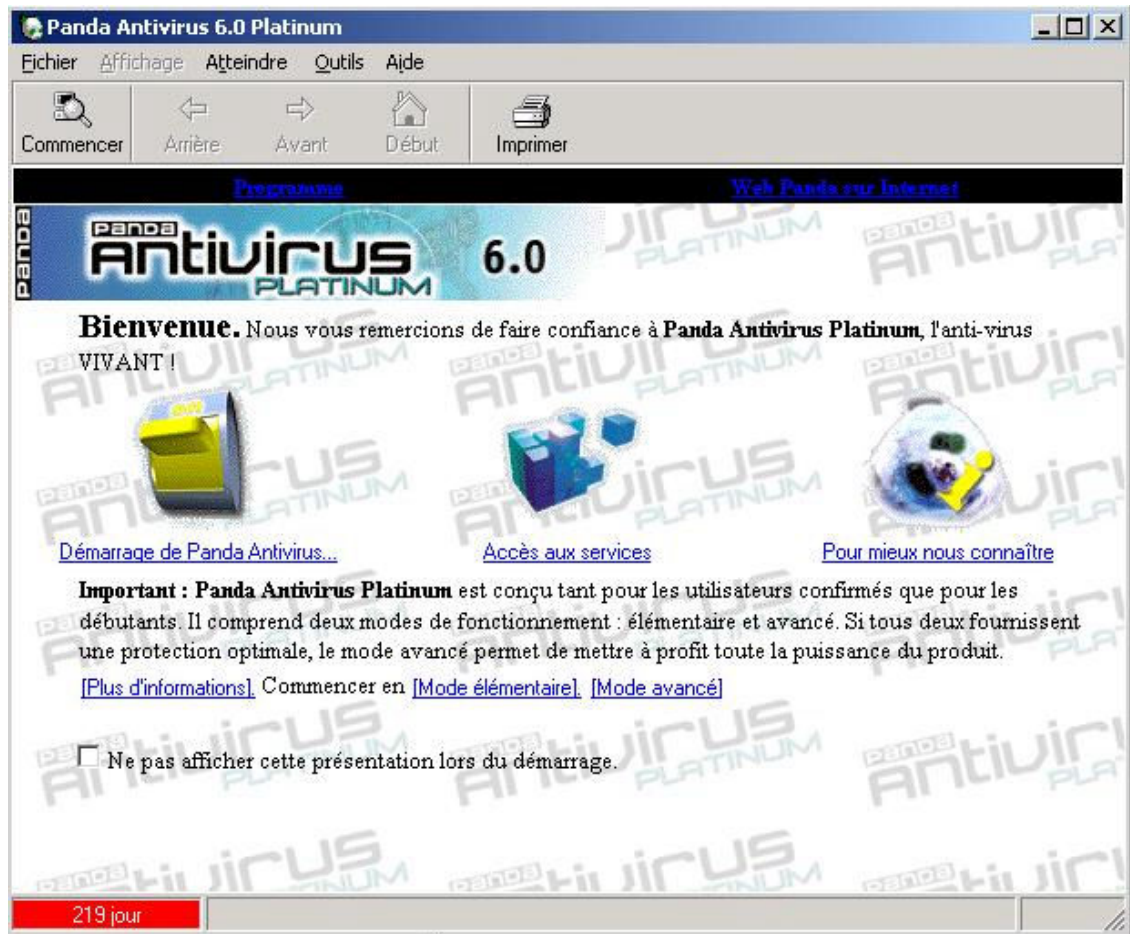 Panda Antivirus 6.0 Platinum
Fichier Affichage Atteindre Outils Aide
Commencer Arrière Avant Début Imprimer
Programme Web Panda sur Internet
panda
panda
Antivirus 6.0
PLATINUM
Bienvenue. Nous vous remercions de faire confiance à Panda Antivirus Platinum, l'anti-virus
VIVANT !
Démarrage de Panda Antivirus... Accès aux services Pour mieux nous connaître
Important : Panda Antivirus Platinum est conçu tant pour les utilisateurs confirmés que pour les
débutants. Il comprend deux modes de fonctionnement : élémentaire et avancé. Si tous deux fournissent
une protection optimale, le mode avancé permet de mettre à profit toute la puissance du produit.
[Plus d'informations]. Commencer en [Mode élémentaire]. [Mode avancé]
Ne pas afficher cette présentation lors du démarrage.
219 jour